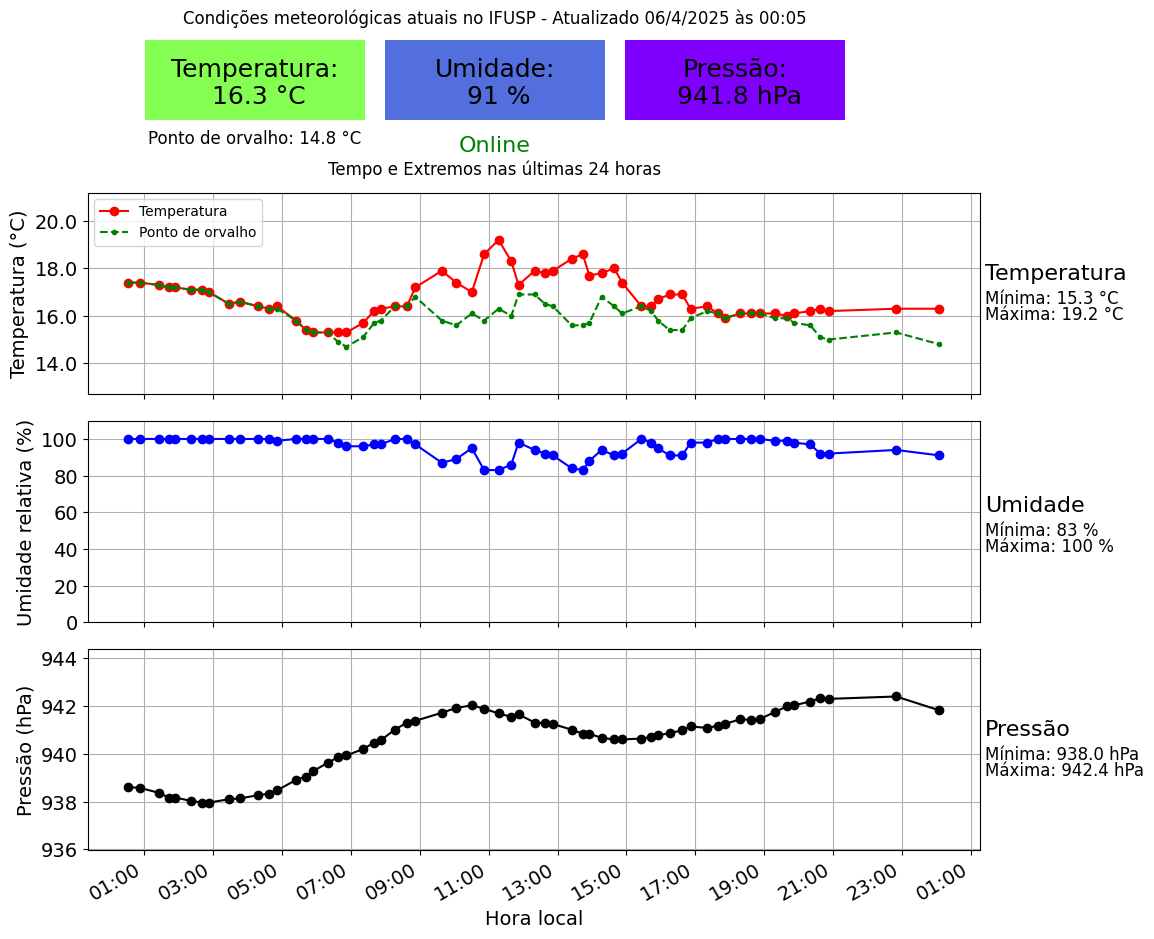 Condições meteorológicas atuais no IFUSP - Atualizado 06/4/2025 às 00:05
Temperatura:
16.3 °C
Umidade:
91 %
Pressão:
941.8 hPa
Ponto de orvalho: 14.8 °C
Online
Tempo e Extremos nas últimas 24 horas
Temperatura (°C)
20.0
18.0
16.0
14.0
Temperatura
Ponto de orvalho
Temperatura
Mínima: 15.3 °C
Máxima: 19.2 °C
Umidade relativa (%)
100
80
60
40
20
0
Umidade
Mínima: 83 %
Máxima: 100 %
Pressão (hPa)
944
942
940
938
936
Pressão
Mínima: 938.0 hPa
Máxima: 942.4 hPa
01:00
03:00
05:00
07:00
09:00
11:00
13:00
15:00
17:00
19:00
21:00
23:00
01:00
Hora local